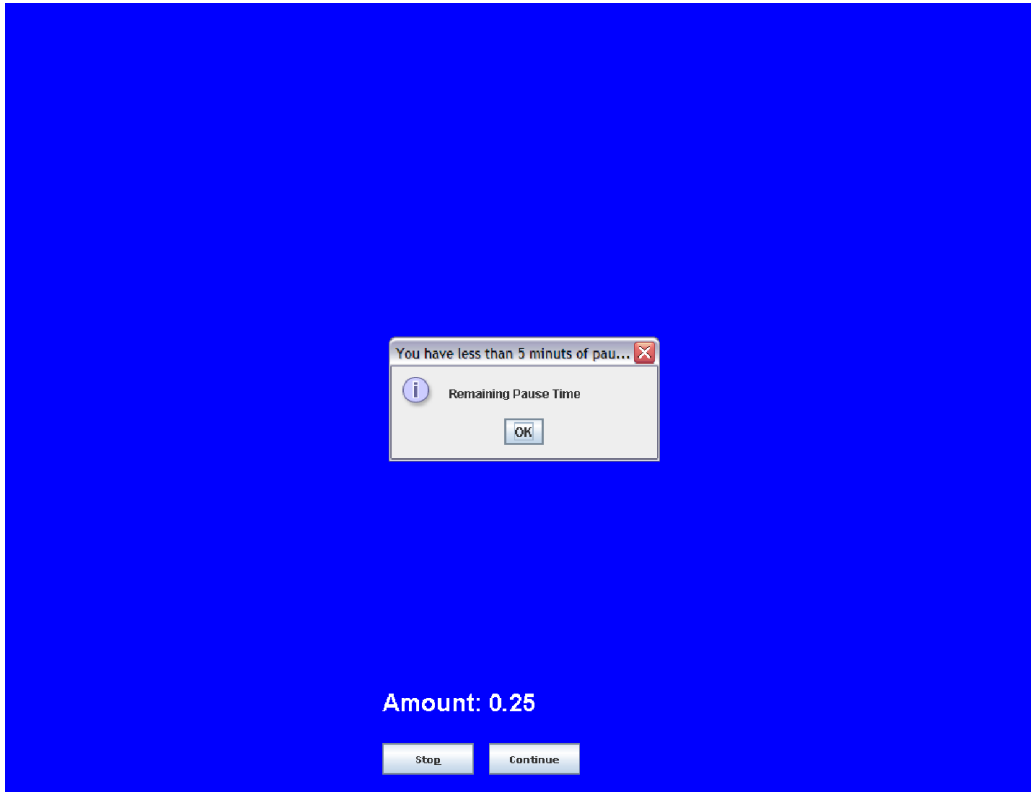 You have less than 5 minuts of pau...
i
Remaining Pause Time
OK
Amount: 0.25
Stop
Continue